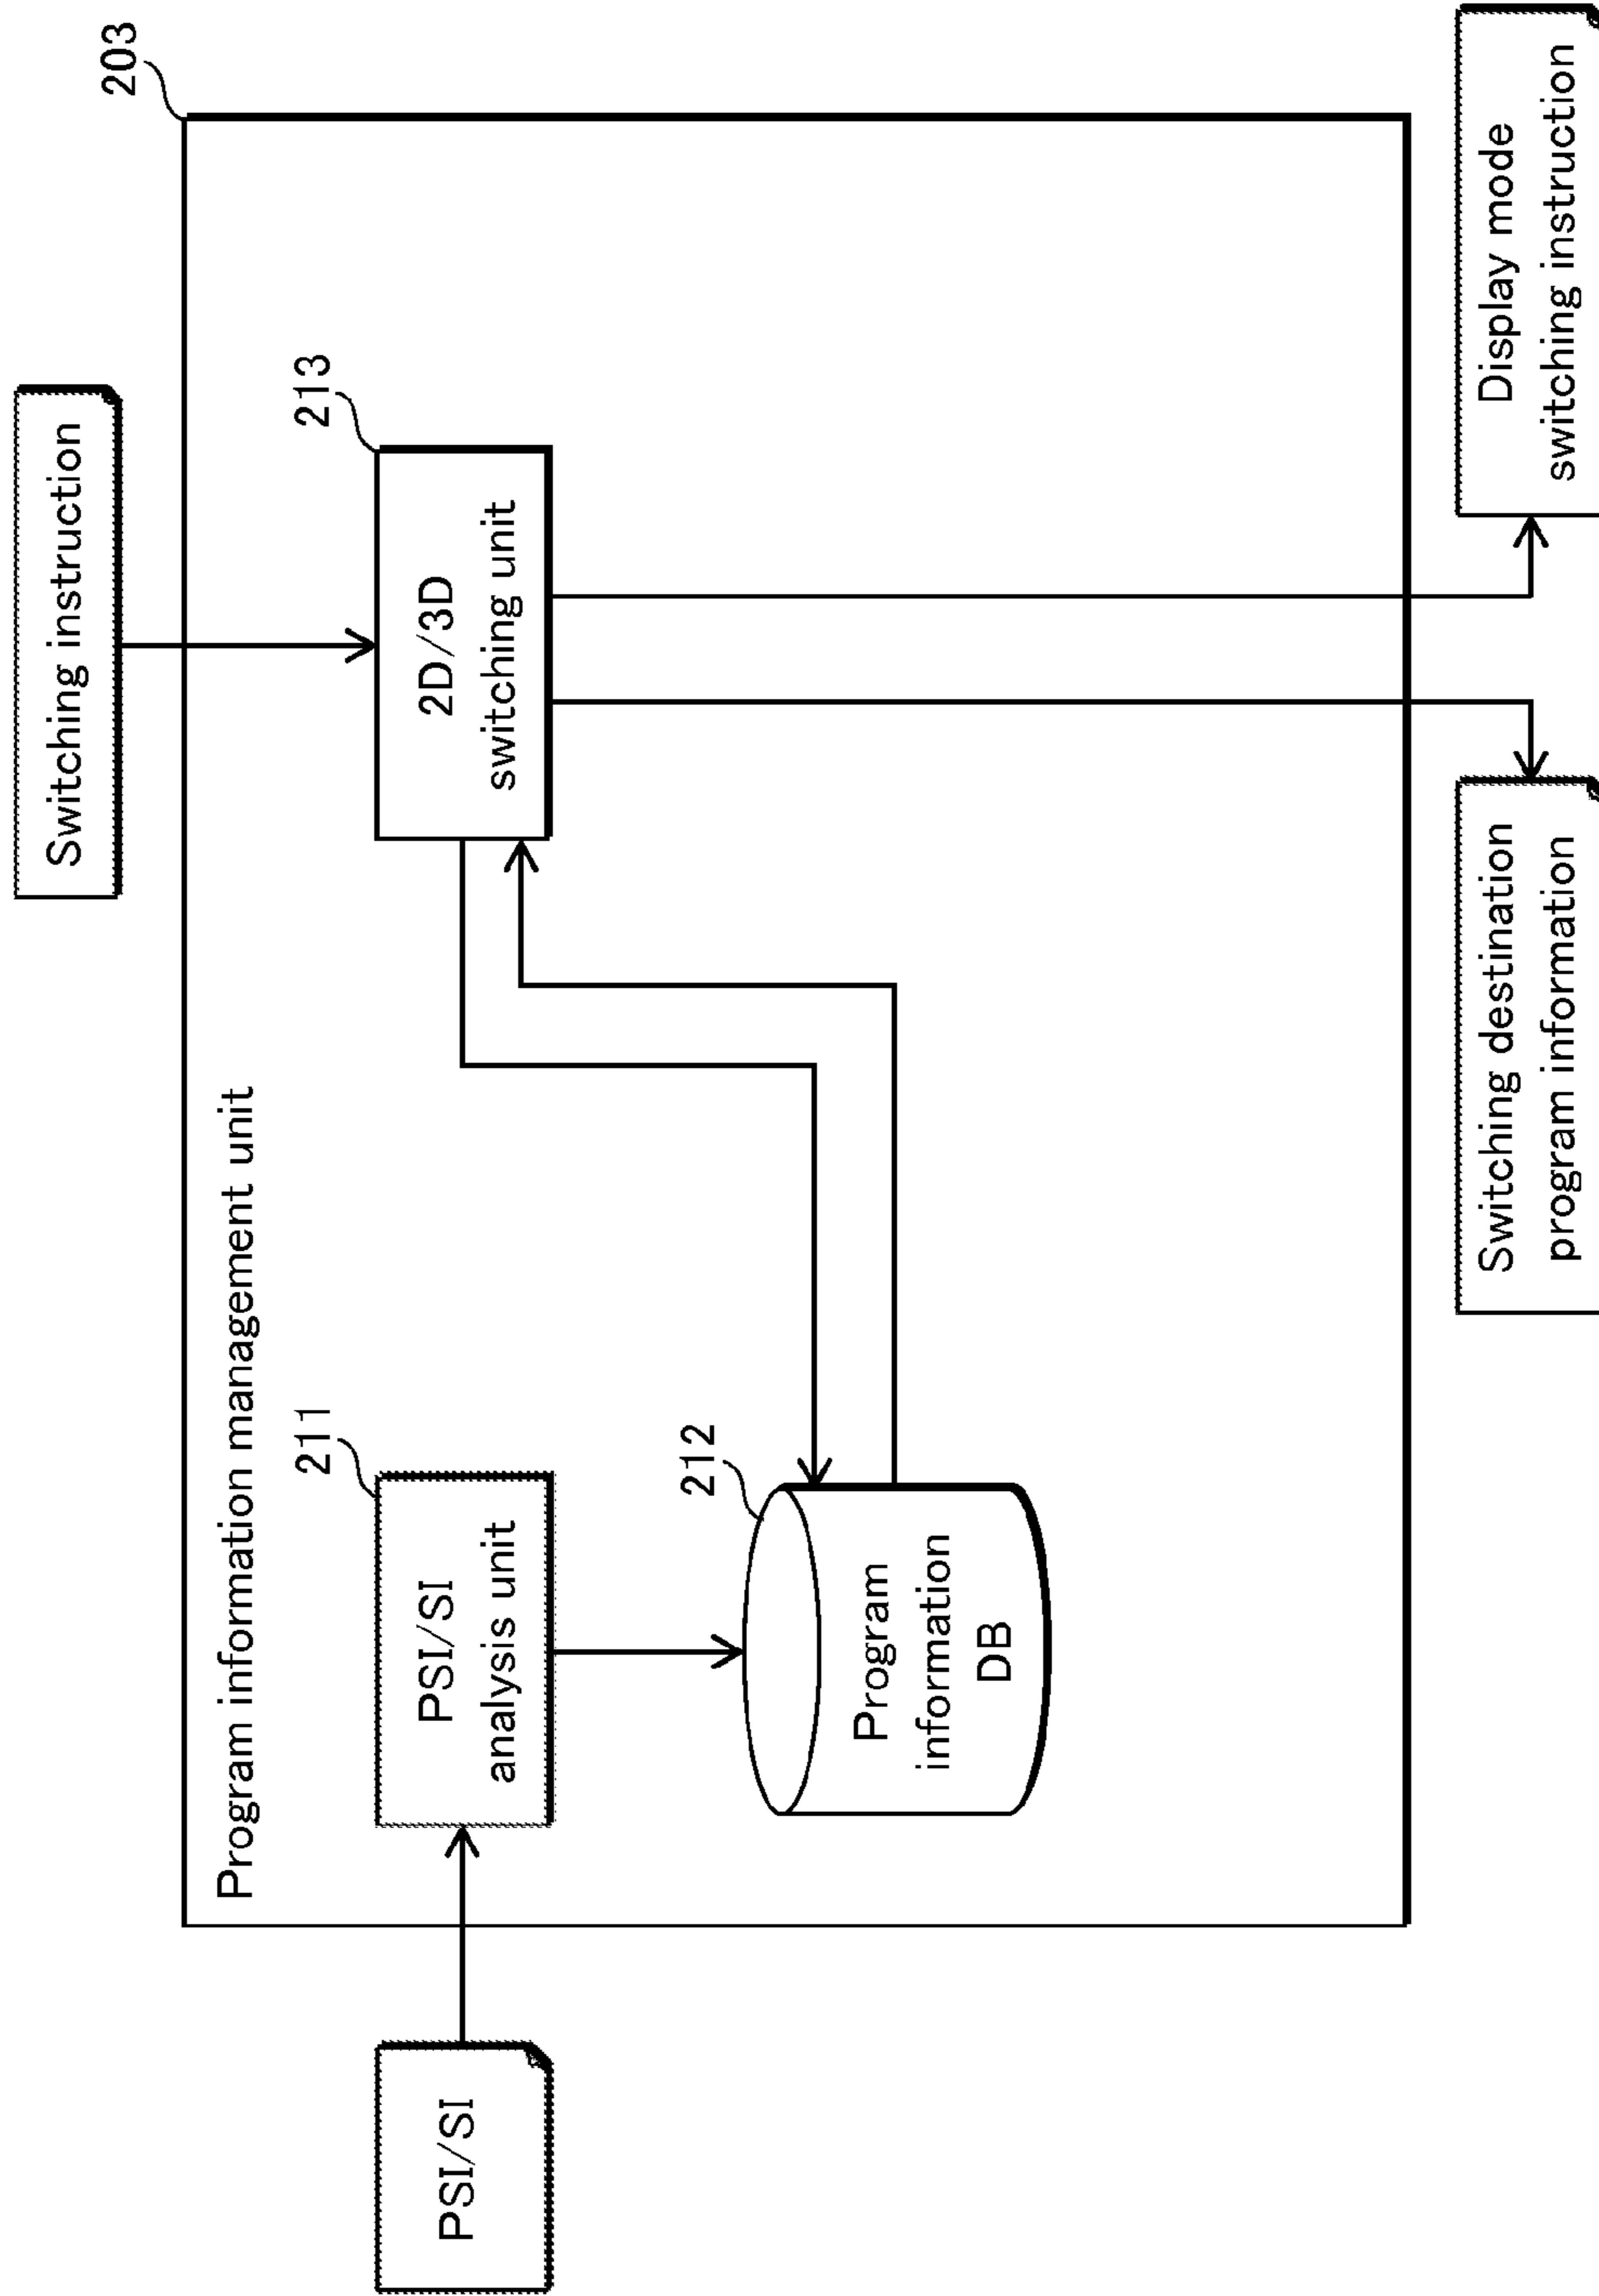 203
Switching instruction
Program information management unit
211
213
PSI/SI
PSI/SI
analysis unit
2D/3D
switching unit
212
Program
information
DB
Switching destination
program information
Display mode
switching instruction